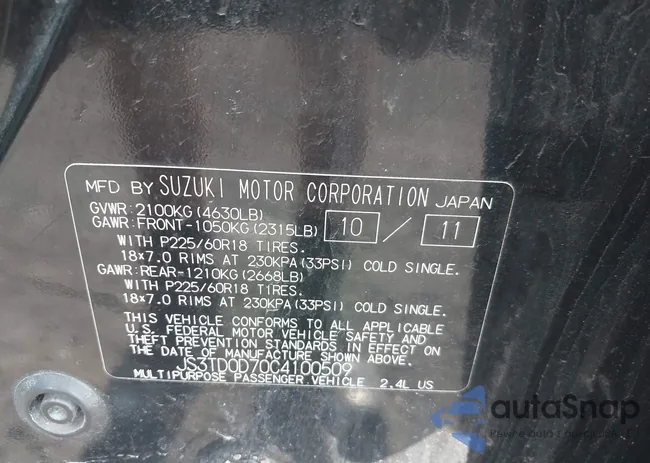 MFD BY SUZUKI MOTOR CORPORATION JAPAN
GVWR:2100KG(4630LB)
GAWR:FRONT-1050KG(2315LB) 10 / 11
WITH P225/60R18 TIRES.
18×7.0 RIMS AT 230KPA(33PSI) COLD SINGLE.
GAWR:REAR-1210KG(2668LB)
WITH P225/60R18 TIRES.
18×7.0 RIMS AT 230KPA(33PSI) COLD SINGLE.
THIS VEHICLE CONFORMS TO ALL APPLICABLE
U.S. FEDERAL MOTOR VEHICLE SAFETY AND
THEFT PREVENTION STANDARDS IN EFFECT ON
THE DATE OF MANUFACTURE SHOWN ABOVE.
JS3TD0D70C4100509
MULTIPURPOSE PASSENGER VEHICLE 2.4L US
autaSnap
Pewne auto z